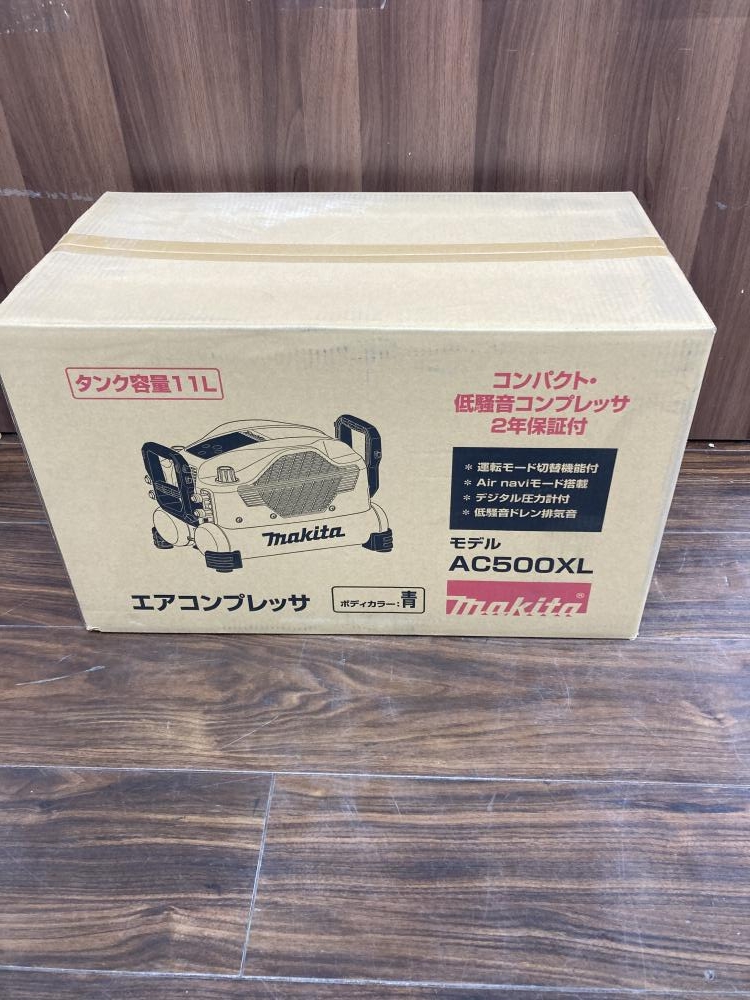 タンク容量11L
コンパクト・
低騒音コンプレッサ
2年保証付
* 運転モード切替機能付
* Air naviモード搭載
* デジタル圧力計付
* 低騒音ドレン排気音
makita
モデル
AC500XL
エアコンプレッサ
ボディカラー:青
makita®